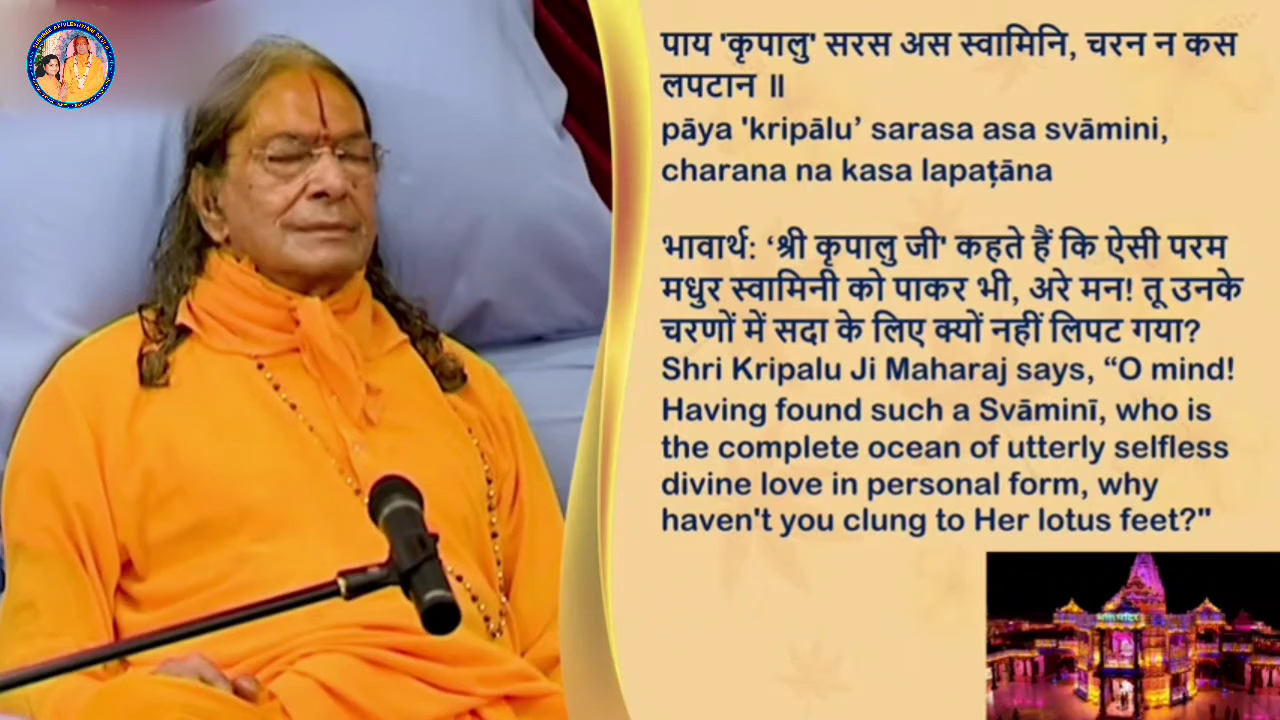 पाय 'कृपालु' सरस अस स्वामिनि, चरन न कस
लपटान ॥
pāya 'kripālu’ sarasa asa svāmini,
charana na kasa lapaṭāna
भावार्थ: ‘श्री कृपालु जी' कहते हैं कि ऐसी परम
मधुर स्वामिनी को पाकर भी, अरे मन! तू उनके
चरणों में सदा के लिए क्यों नहीं लिपट गया?
Shri Kripalu Ji Maharaj says, “O mind!
Having found such a Svāminī, who is
the complete ocean of utterly selfless
divine love in personal form, why
haven't you clung to Her lotus feet?"
भक्ति मंदिर